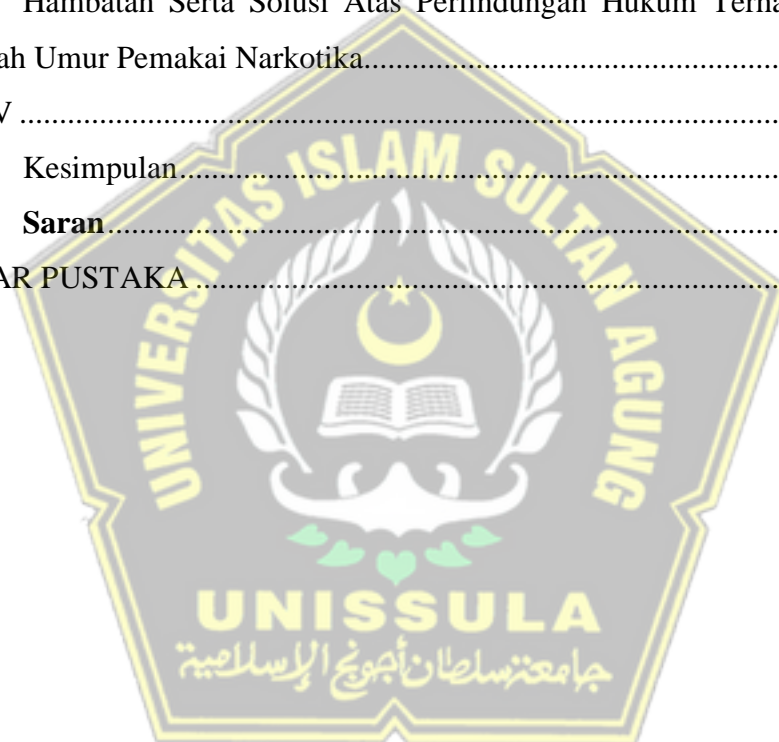 Hambatan Serta Solusi Atas Perlindungan Hukum Terha
ah Umur Pemakai Narkotika
V
Kesimpulan
Saran
AR PUSTAKA
UNIVERSITAS ISLAM SULTAN AGUNG
UNISSULA
جامعة سلطان أجونج الإسلامية